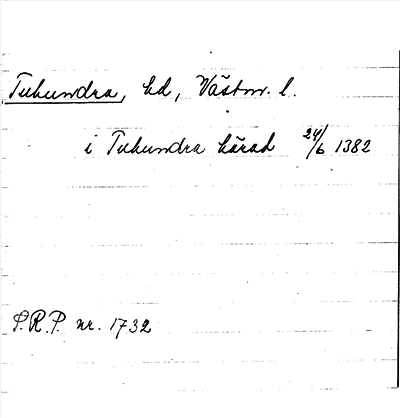 Tuhundra, hd, Västm. l.
i Tuhundra härad 24/6 1382
S.R.P. nr. 1732